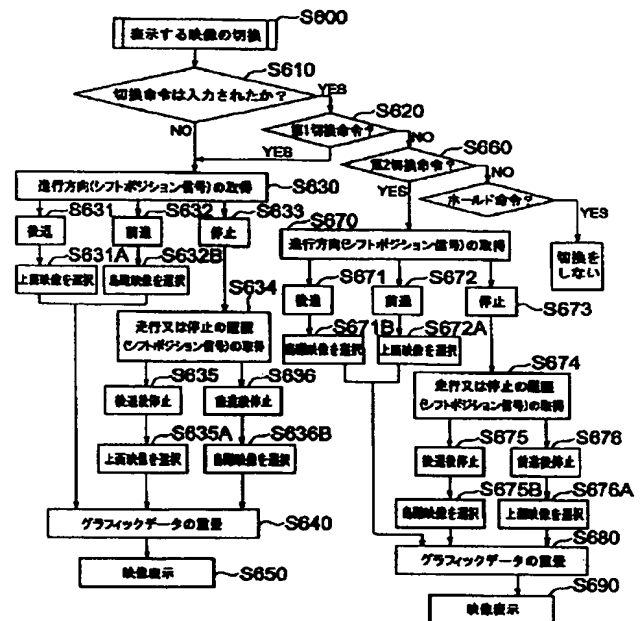 S600
表示する映像の切換
S610
切換命令は入力されたか?
YES
NO
S620
第1切換命令?
YES
NO
S660
第2切換命令?
YES
NO
ホールド命令?
YES
切換をしない
S630
進行方向(シフトポジション信号)の取得
S631
後退
S632
前進
S633
停止
S631A
上面映像を選択
S632B
鳥瞰映像を選択
S634
走行又は停止の履歴
(シフトポジション信号)の取得
S635
後退後停止
S636
前進後停止
S635A
上面映像を選択
S636B
鳥瞰映像を選択
グラフィックデータの重畳
S640
映像表示
S650
S670
進行方向(シフトポジション信号)の取得
S671
後退
S672
前進
停止
S673
S671B
鳥瞰映像を選択
S672A
上面映像を選択
S674
走行又は停止の履歴
(シフトポジション信号)の取得
S675
後退後停止
S676
前進後停止
S675B
鳥瞰映像を選択
S676A
上面映像を選択
S680
グラフィックデータの重畳
S690
映像表示